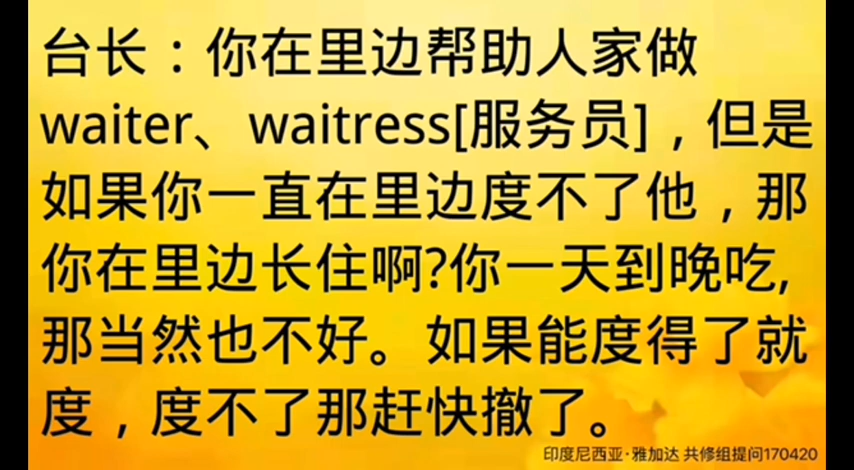 台长：你在里边帮助人家做
waiter、waitress[服务员]，但是
如果你一直在里边度不了他，那
你在里边长住啊?你一天到晚吃,
那当然也不好。如果能度得了就
度，度不了那赶快撤了。
印度尼西亚·雅加达 共修组提问170420